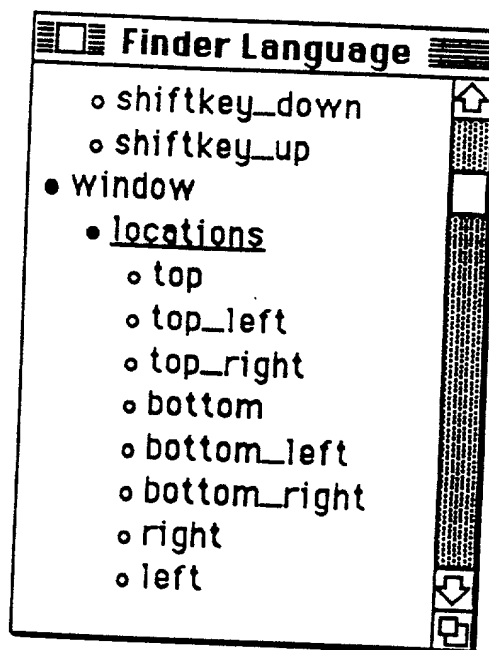 Finder Language
shiftkey_down
shiftkey_up
window
locations
top
top_left
top_right
bottom
bottom_left
bottom_right
right
left